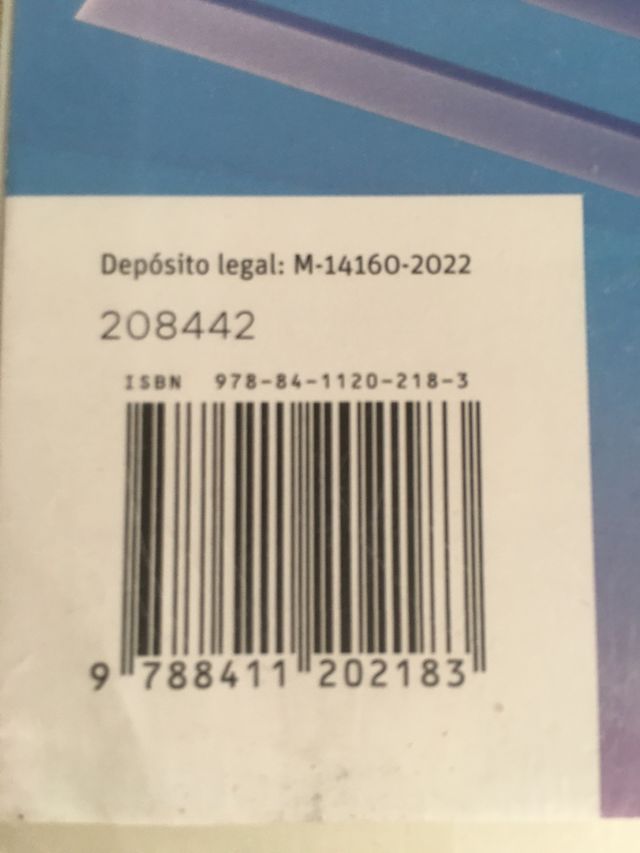 Depósito legal: M-14160-2022
208442
ISBN 978-84-1120-218-3
9 788411 202183